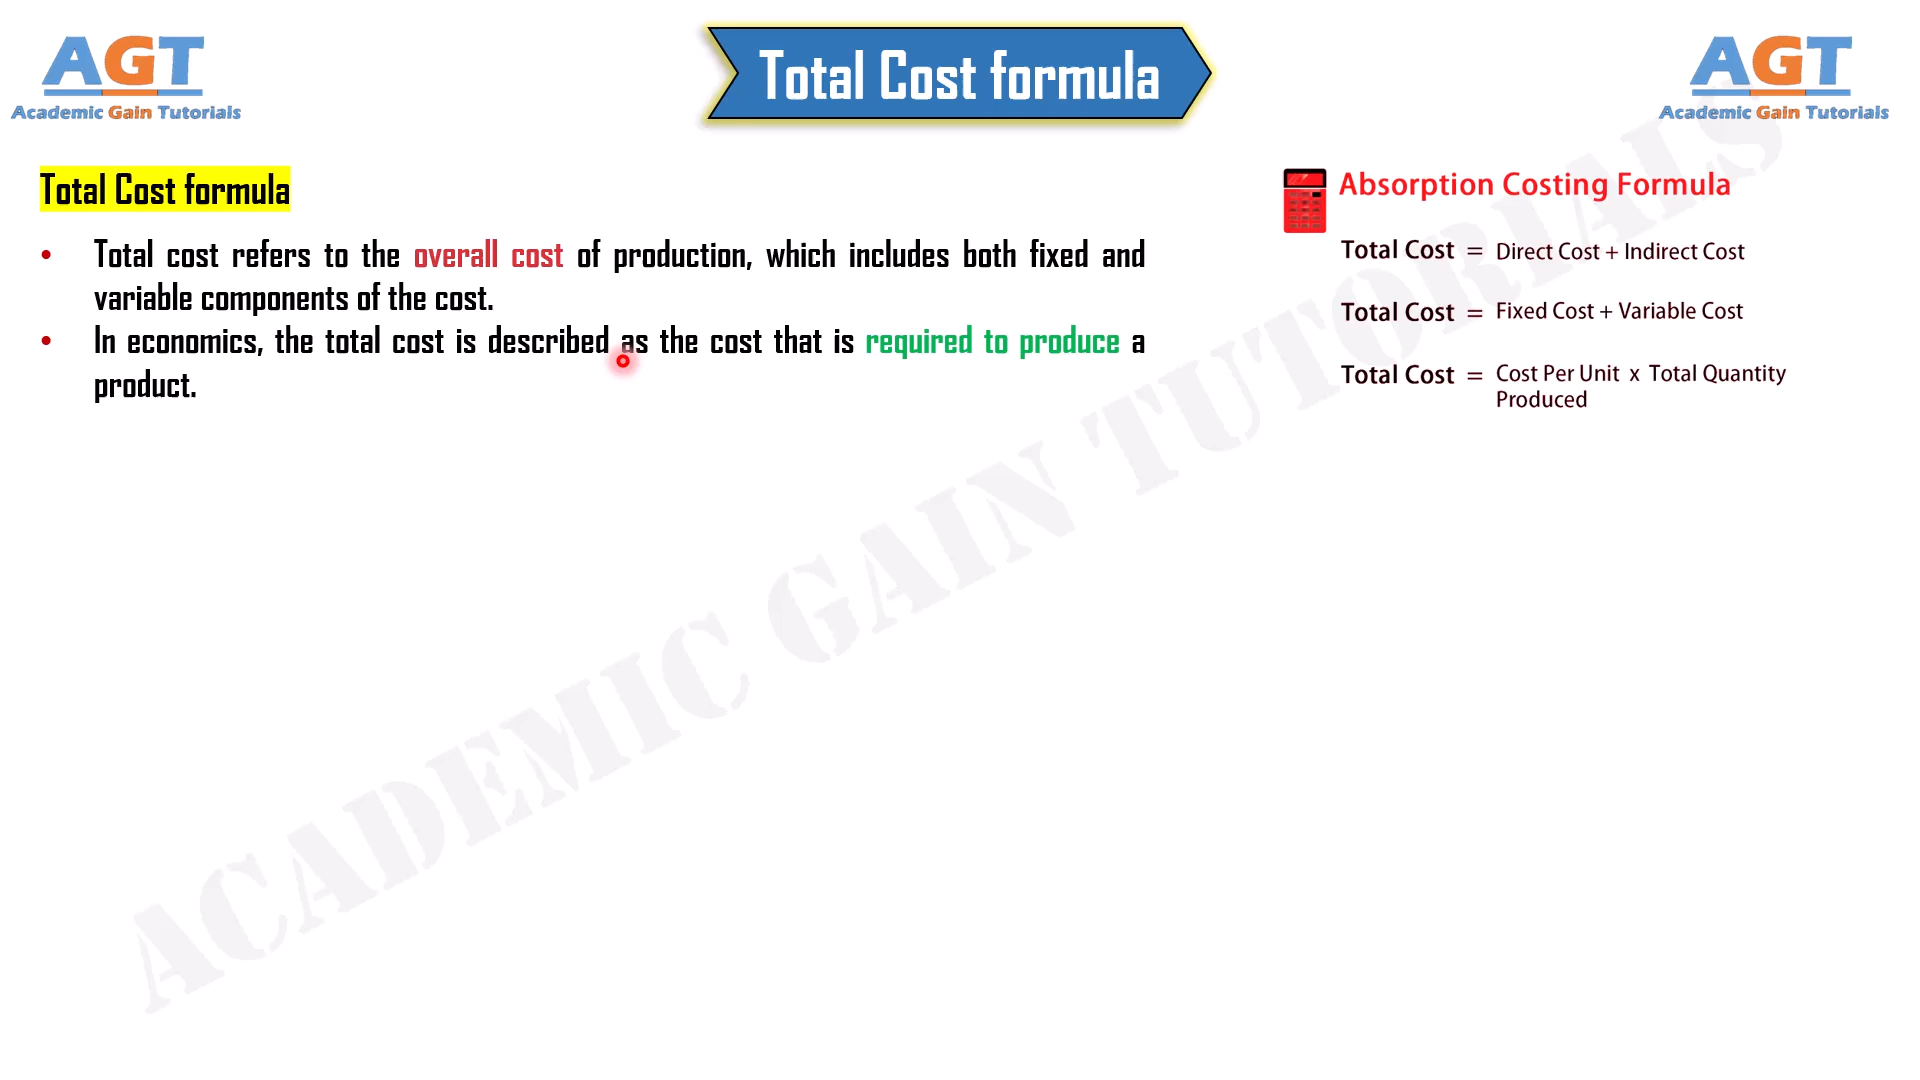 AGT
Academic Gain Tutorials
Total Cost formula
AGT
Academic Gain Tutorials
Total Cost formula
• Total cost refers to the overall cost of production, which includes both fixed and
variable components of the cost.
• In economics, the total cost is described as the cost that is required to produce a
product.
Absorption Costing Formula
Total Cost = Direct Cost + Indirect Cost
Total Cost = Fixed Cost + Variable Cost
Total Cost = Cost Per Unit x Total Quantity
Produced
ACADEMIC GAIN TUTORIALS